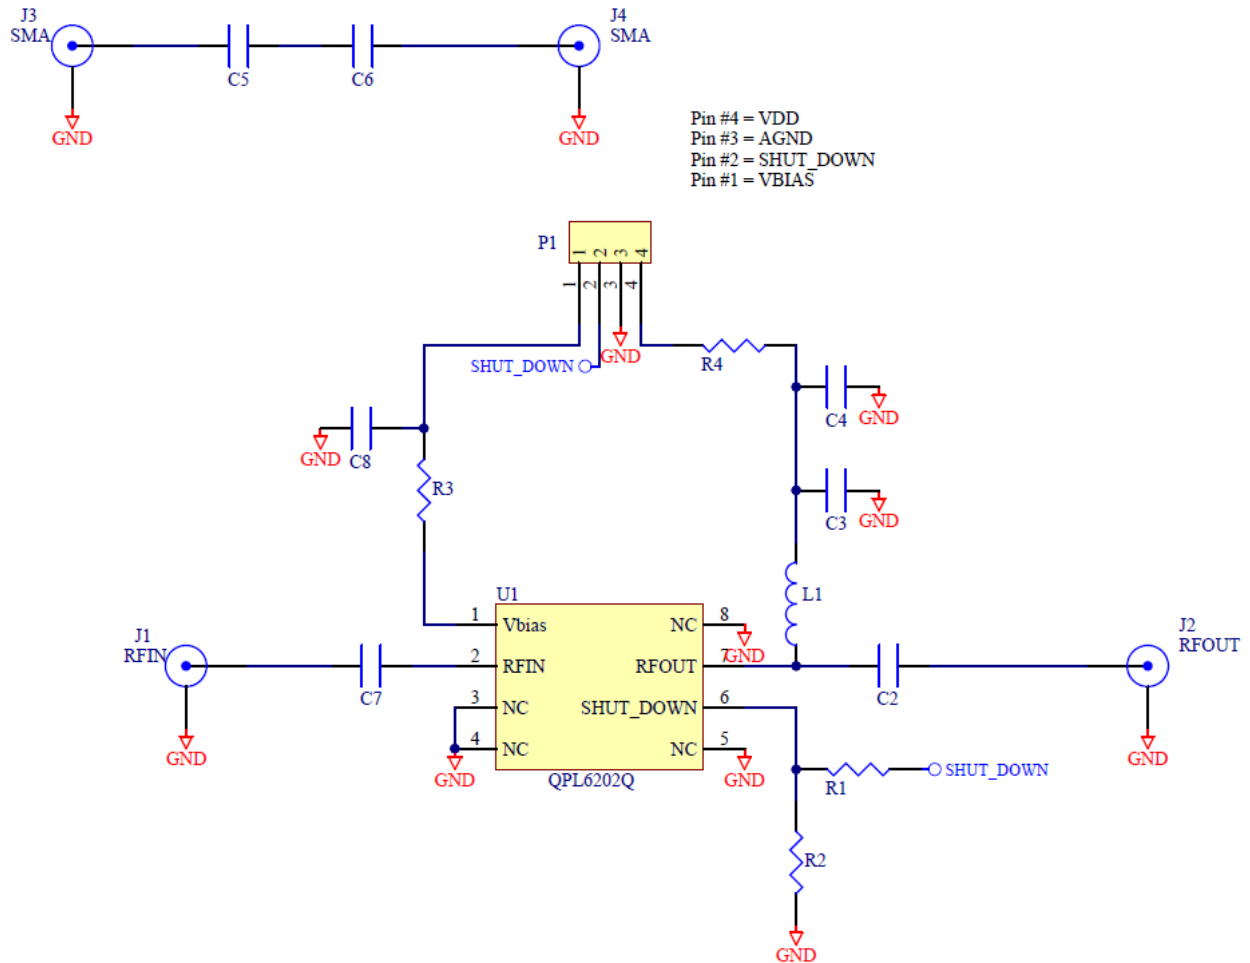 J3
SMA
C5
C6
J4
SMA
GND
GND
Pin #4 = VDD
Pin #3 = AGND
Pin #2 = SHUT_DOWN
Pin #1 = VBIAS
P1
1
2
3
4
1
2
3
4
SHUT_DOWN
GND
R4
C4
GND
GND
C8
R3
C3
GND
L1
U1
1
Vbias
NC
8
GND
J1
RFIN
C7
2
RFIN
RFOUT
7
C2
J2
RFOUT
3
NC
SHUT_DOWN
6
4
NC
NC
5
GND
GND
GND
GND
QPL6202Q
R1
SHUT_DOWN
R2
GND